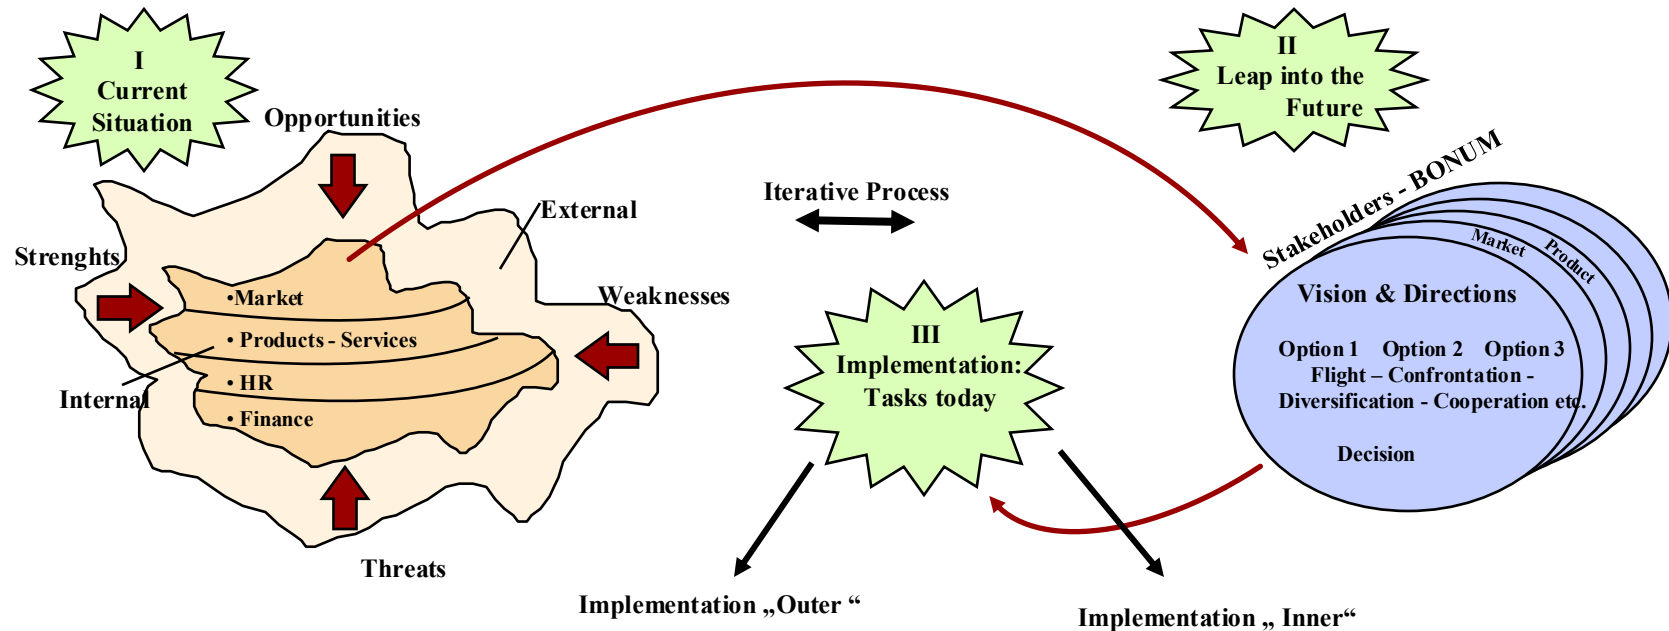 I
Current
Situation
Opportunities
External
Strenghts
Weaknesses
•Market
• Products - Services
• HR
• Finance
Internal
Threats
Iterative Process
II
Leap into the
Future
Stakeholders - BONUM
Market
Product
Vision & Directions
Option 1 Option 2 Option 3
Flight – Confrontation -
Diversification - Cooperation etc.
Decision
III
Implementation:
Tasks today
Implementation „Outer “
Implementation „ Inner“